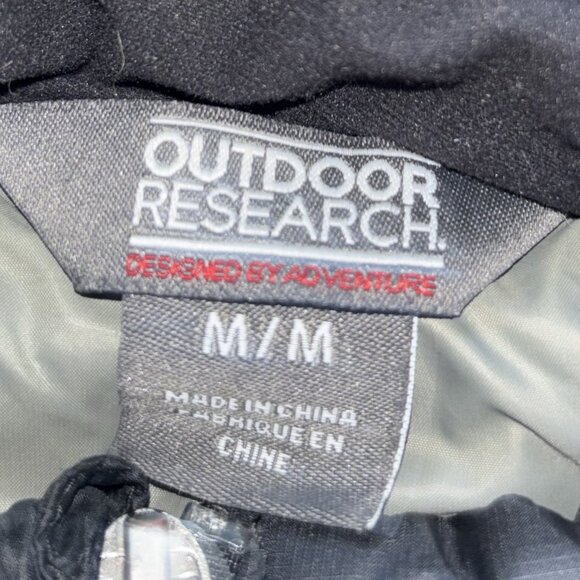 OUTDOOR
RESEARCH.
DESIGNED BY ADVENTURE
M/M
MADE IN CHINA
FABRIQUE EN
CHINE